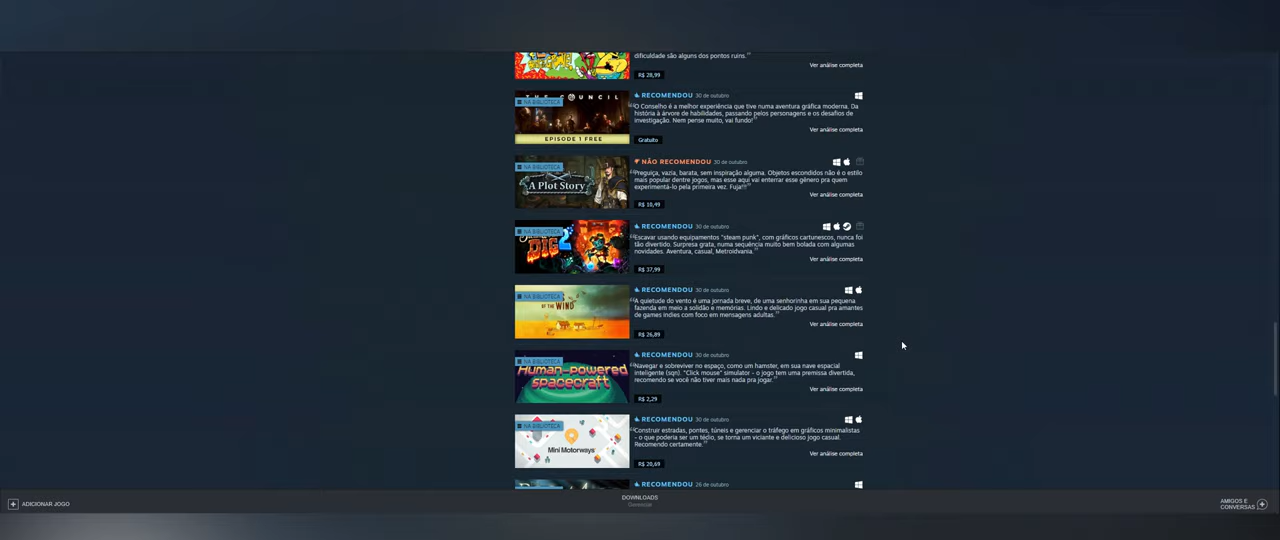 dificuldade são alguns dos pontos ruins."
Ver análise completa
R$ 28,99
THE COUNCIL
NA BIBLIOTECA
EPISODE 1 FREE
RECOMENDOU 30 de outubro
"O Conselho é a melhor experiência que tive numa aventura gráfica moderna. Da
história à árvore de habilidades, passando pelos personagens e os desafios de
investigação. Nem pense muito, vai fundo!"
Ver análise completa
Gratuito
NA BIBLIOTECA
A Plot Story
NÃO RECOMENDOU 30 de outubro
"Preguiça, vazia, barata, sem inspiração alguma. Objetos escondidos não é o estilo
mais popular dentre jogos, mas esse aqui vai enterrar esse gênero pra quem
experimentá-lo pela primeira vez. Fuja!!!"
Ver análise completa
R$ 10,49
NA BIBLIOTECA
DIG 2
RECOMENDOU 30 de outubro
"Escavar usando equipamentos "steam punk", com gráficos cartunescos, nunca foi
tão divertido. Surpresa grata, numa sequência muito bem bolada com algumas
novidades. Aventura, casual, Metroidvania."
Ver análise completa
R$ 37,99
NA BIBLIOTECA
OF THE WIND
RECOMENDOU 30 de outubro
"A quietude do vento é uma jornada breve, de uma senhorinha em sua pequena
fazenda em meio a solidão e memórias. Lindo e delicado jogo casual pra amantes
de games indies com foco em mensagens adultas."
Ver análise completa
R$ 26,89
NA BIBLIOTECA
Human-powered
spacecraft
RECOMENDOU 30 de outubro
"Navegar e sobreviver no espaço, como um hamster, em sua nave espacial
inteligente (sqn). "Click mouse" simulator - o jogo tem uma premissa divertida,
recomendo se você não tiver mais nada pra jogar."
Ver análise completa
R$ 2,29
NA BIBLIOTECA
Mini Motorways
RECOMENDOU 30 de outubro
"Construir estradas, pontes, túneis e gerenciar o tráfego em gráficos minimalistas
- o que poderia ser um tédio, se torna um viciante e delicioso jogo casual.
Recomendo certamente."
Ver análise completa
R$ 20,69
RECOMENDOU 26 de outubro
ADICIONAR JOGO
DOWNLOADS
Gerenciar
AMIGOS E
CONVERSAS